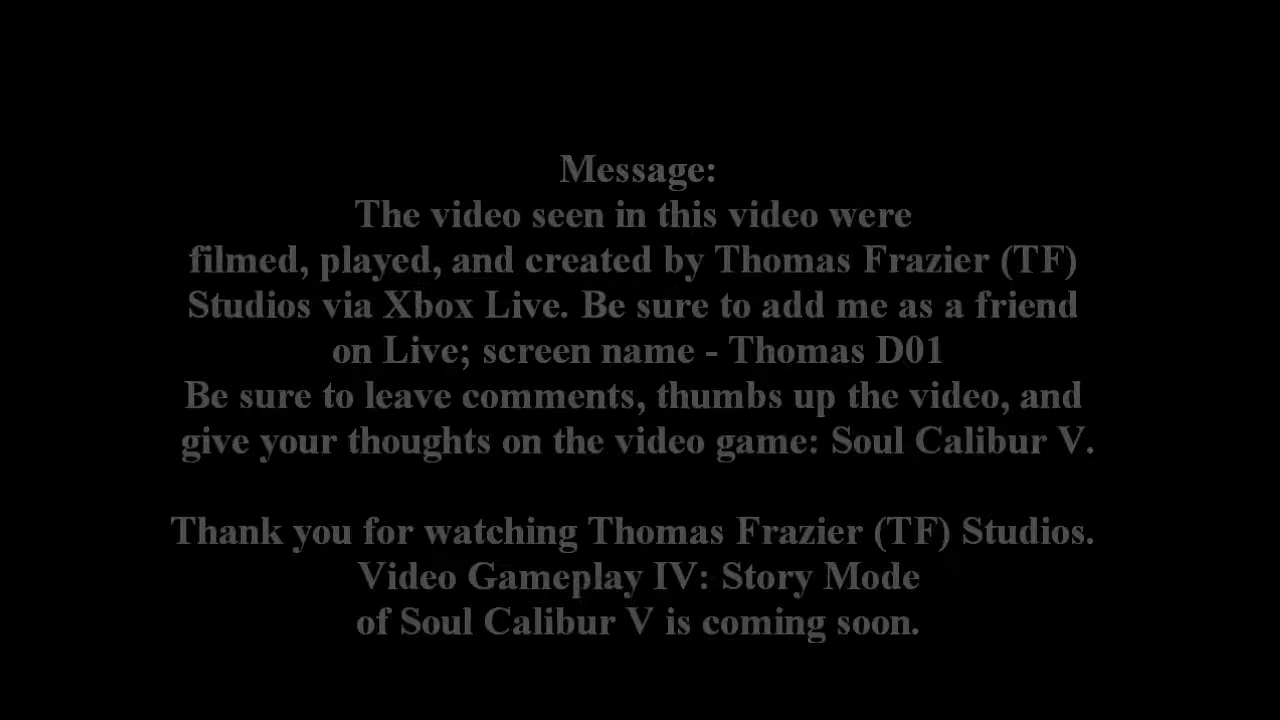 Message:
The video seen in this video were
filmed, played, and created by Thomas Frazier (TF)
Studios via Xbox Live. Be sure to add me as a friend
on Live; screen name - Thomas D01
Be sure to leave comments, thumbs up the video, and
give your thoughts on the video game: Soul Calibur V.
Thank you for watching Thomas Frazier (TF) Studios.
Video Gameplay IV: Story Mode
of Soul Calibur V is coming soon.